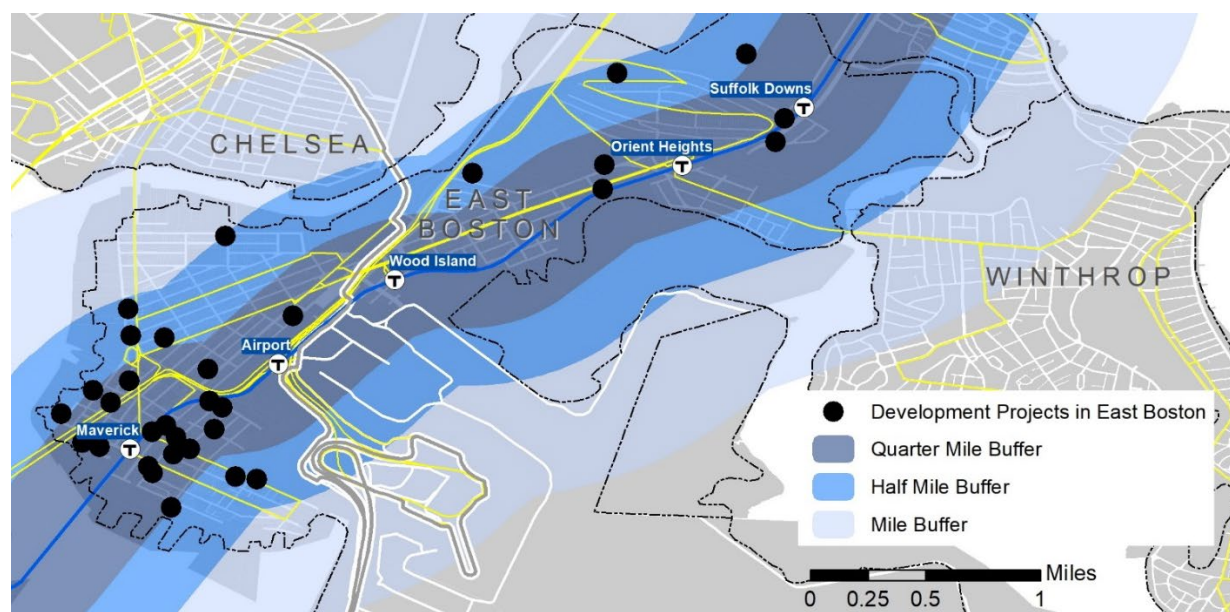 Suffolk Downs
CHELSEA
Orient Heights
EAST
BOSTON
Wood Island
WINTHROP
Airport
Maverick
T
T
T
T
T
T
Development Projects in East Boston
Quarter Mile Buffer
Half Mile Buffer
Mile Buffer
Miles
0 0.25 0.5 1